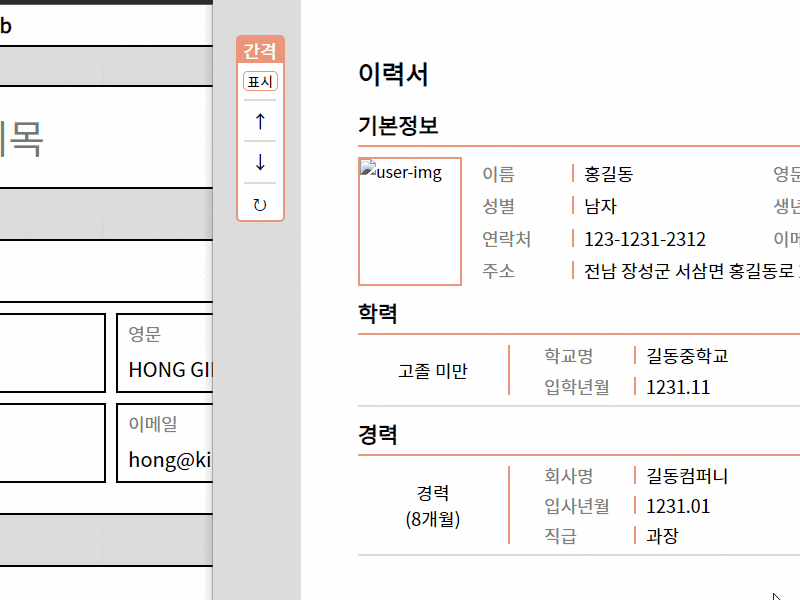 b
제목
영문
HONG GI
이메일
hong@ki
간격
표시
이력서
기본정보
user-img
이름 홍길동 영문
성별 남자 생년
연락처 123-1231-2312 이메
주소 전남 장성군 서삼면 홍길동로
학력
고졸 미만
학교명 길동중학교
입학년월 1231.11
경력
경력
(8개월)
회사명 길동컴퍼니
입사년월 1231.01
직급 과장